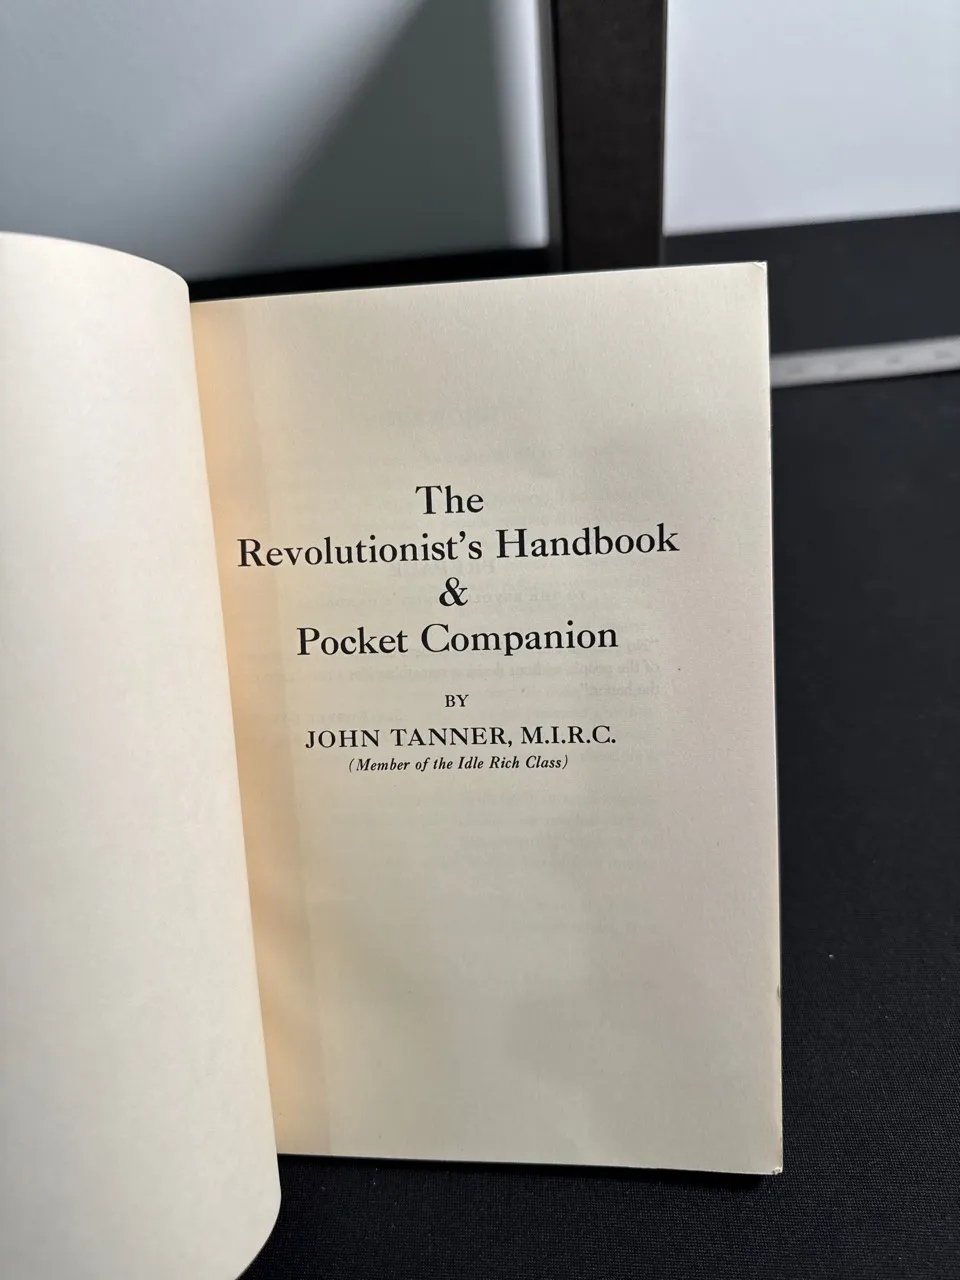 The
Revolutionist's Handbook
&
Pocket Companion
BY
JOHN TANNER, M.I.R.C.
(Member of the Idle Rich Class)